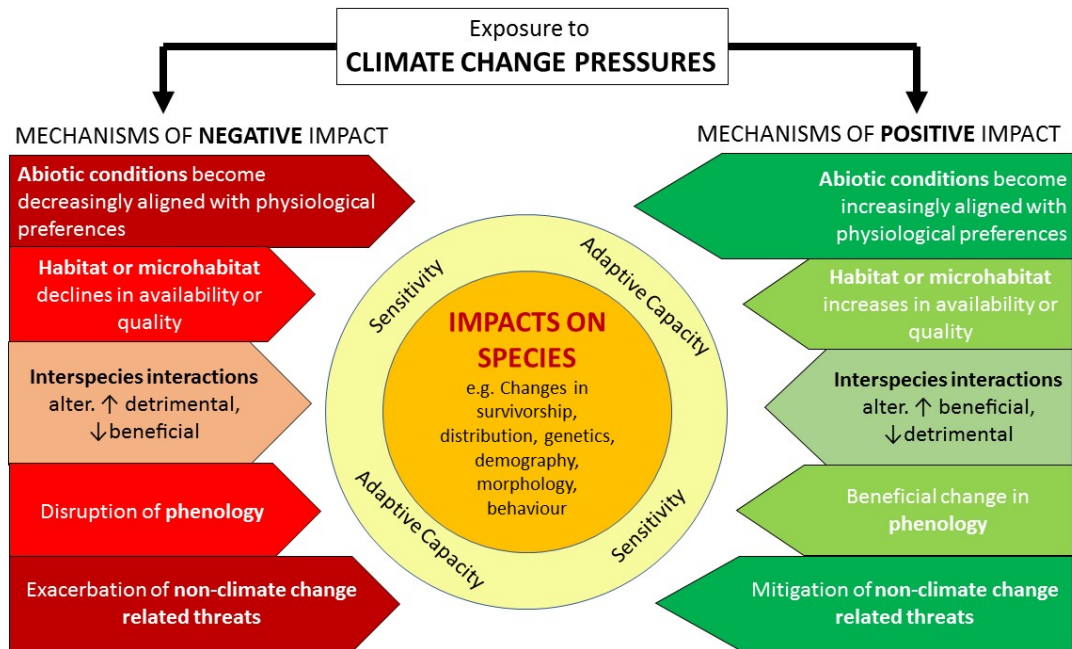 Exposure to
CLIMATE CHANGE PRESSURES
MECHANISMS OF NEGATIVE IMPACT
Abiotic conditions become
decreasingly aligned with physiological
preferences
Habitat or microhabitat
declines in availability or
quality
Interspecies interactions
alter. ↑ detrimental,
↓beneficial
Disruption of phenology
Exacerbation of non-climate change
related threats
Sensitivity
Adaptive Capacity
IMPACTS ON
SPECIES
e.g. Changes in
survivorship,
distribution, genetics,
demography,
morphology,
behaviour
Adaptive Capacity
Sensitivity
MECHANISMS OF POSITIVE IMPACT
Abiotic conditions become
increasingly aligned with
physiological preferences
Habitat or microhabitat
increases in availability or
quality
Interspecies interactions
alter. ↑ beneficial,
↓detrimental
Beneficial change in
phenology
Mitigation of non-climate change
related threats